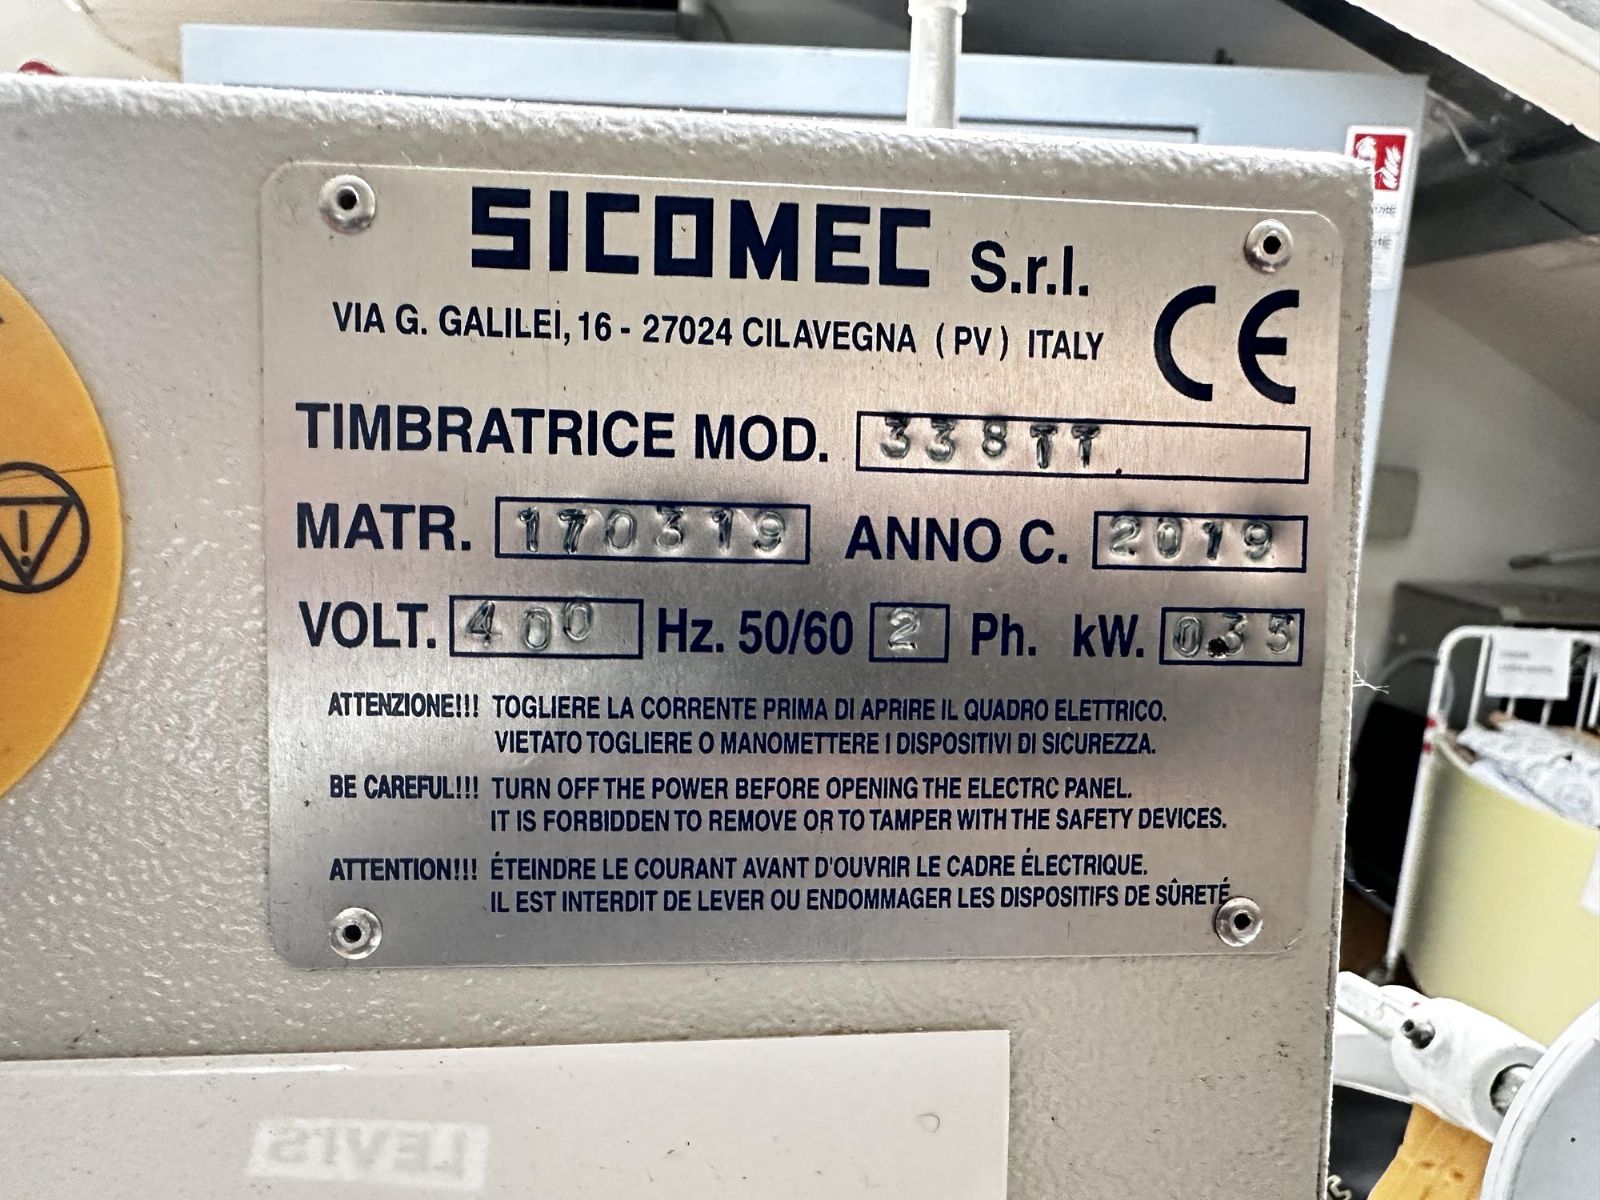 SICOMEC S.r.l.
VIA G. GALILEI, 16 - 27024 CILAVEGNA ( PV ) ITALY
CE
TIMBRATRICE MOD. 338TT.
MATR. 170319 ANNO C. 2019
VOLT. 400 Hz. 50/60 2 Ph. kW. 0.35
ATTENZIONE!!! TOGLIERE LA CORRENTE PRIMA DI APRIRE IL QUADRO ELETTRICO.
VIETATO TOGLIERE O MANOMETTERE I DISPOSITIVI DI SICUREZZA.
BE CAREFUL!!! TURN OFF THE POWER BEFORE OPENING THE ELECTRC PANEL.
IT IS FORBIDDEN TO REMOVE OR TO TAMPER WITH THE SAFETY DEVICES.
ATTENTION!!! ÉTEINDRE LE COURANT AVANT D'OUVRIR LE CADRE ÉLECTRIQUE.
IL EST INTERDIT DE LEVER OU ENDOMMAGER LES DISPOSITIFS DE SÛRETÉ
LEVI'S